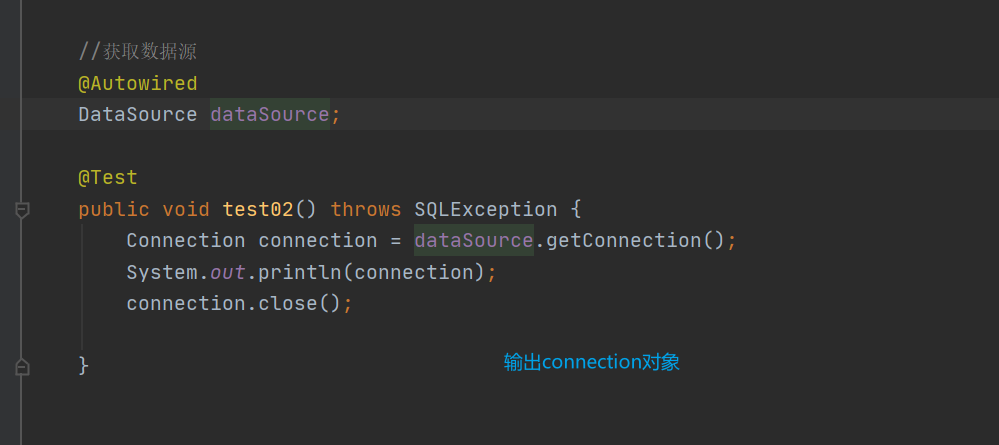 //获取数据源
@Autowired
DataSource dataSource;
@Test
public void test02() throws SQLException {
Connection connection = dataSource.getConnection();
System.out.println(connection);
connection.close();
}
输出connection对象